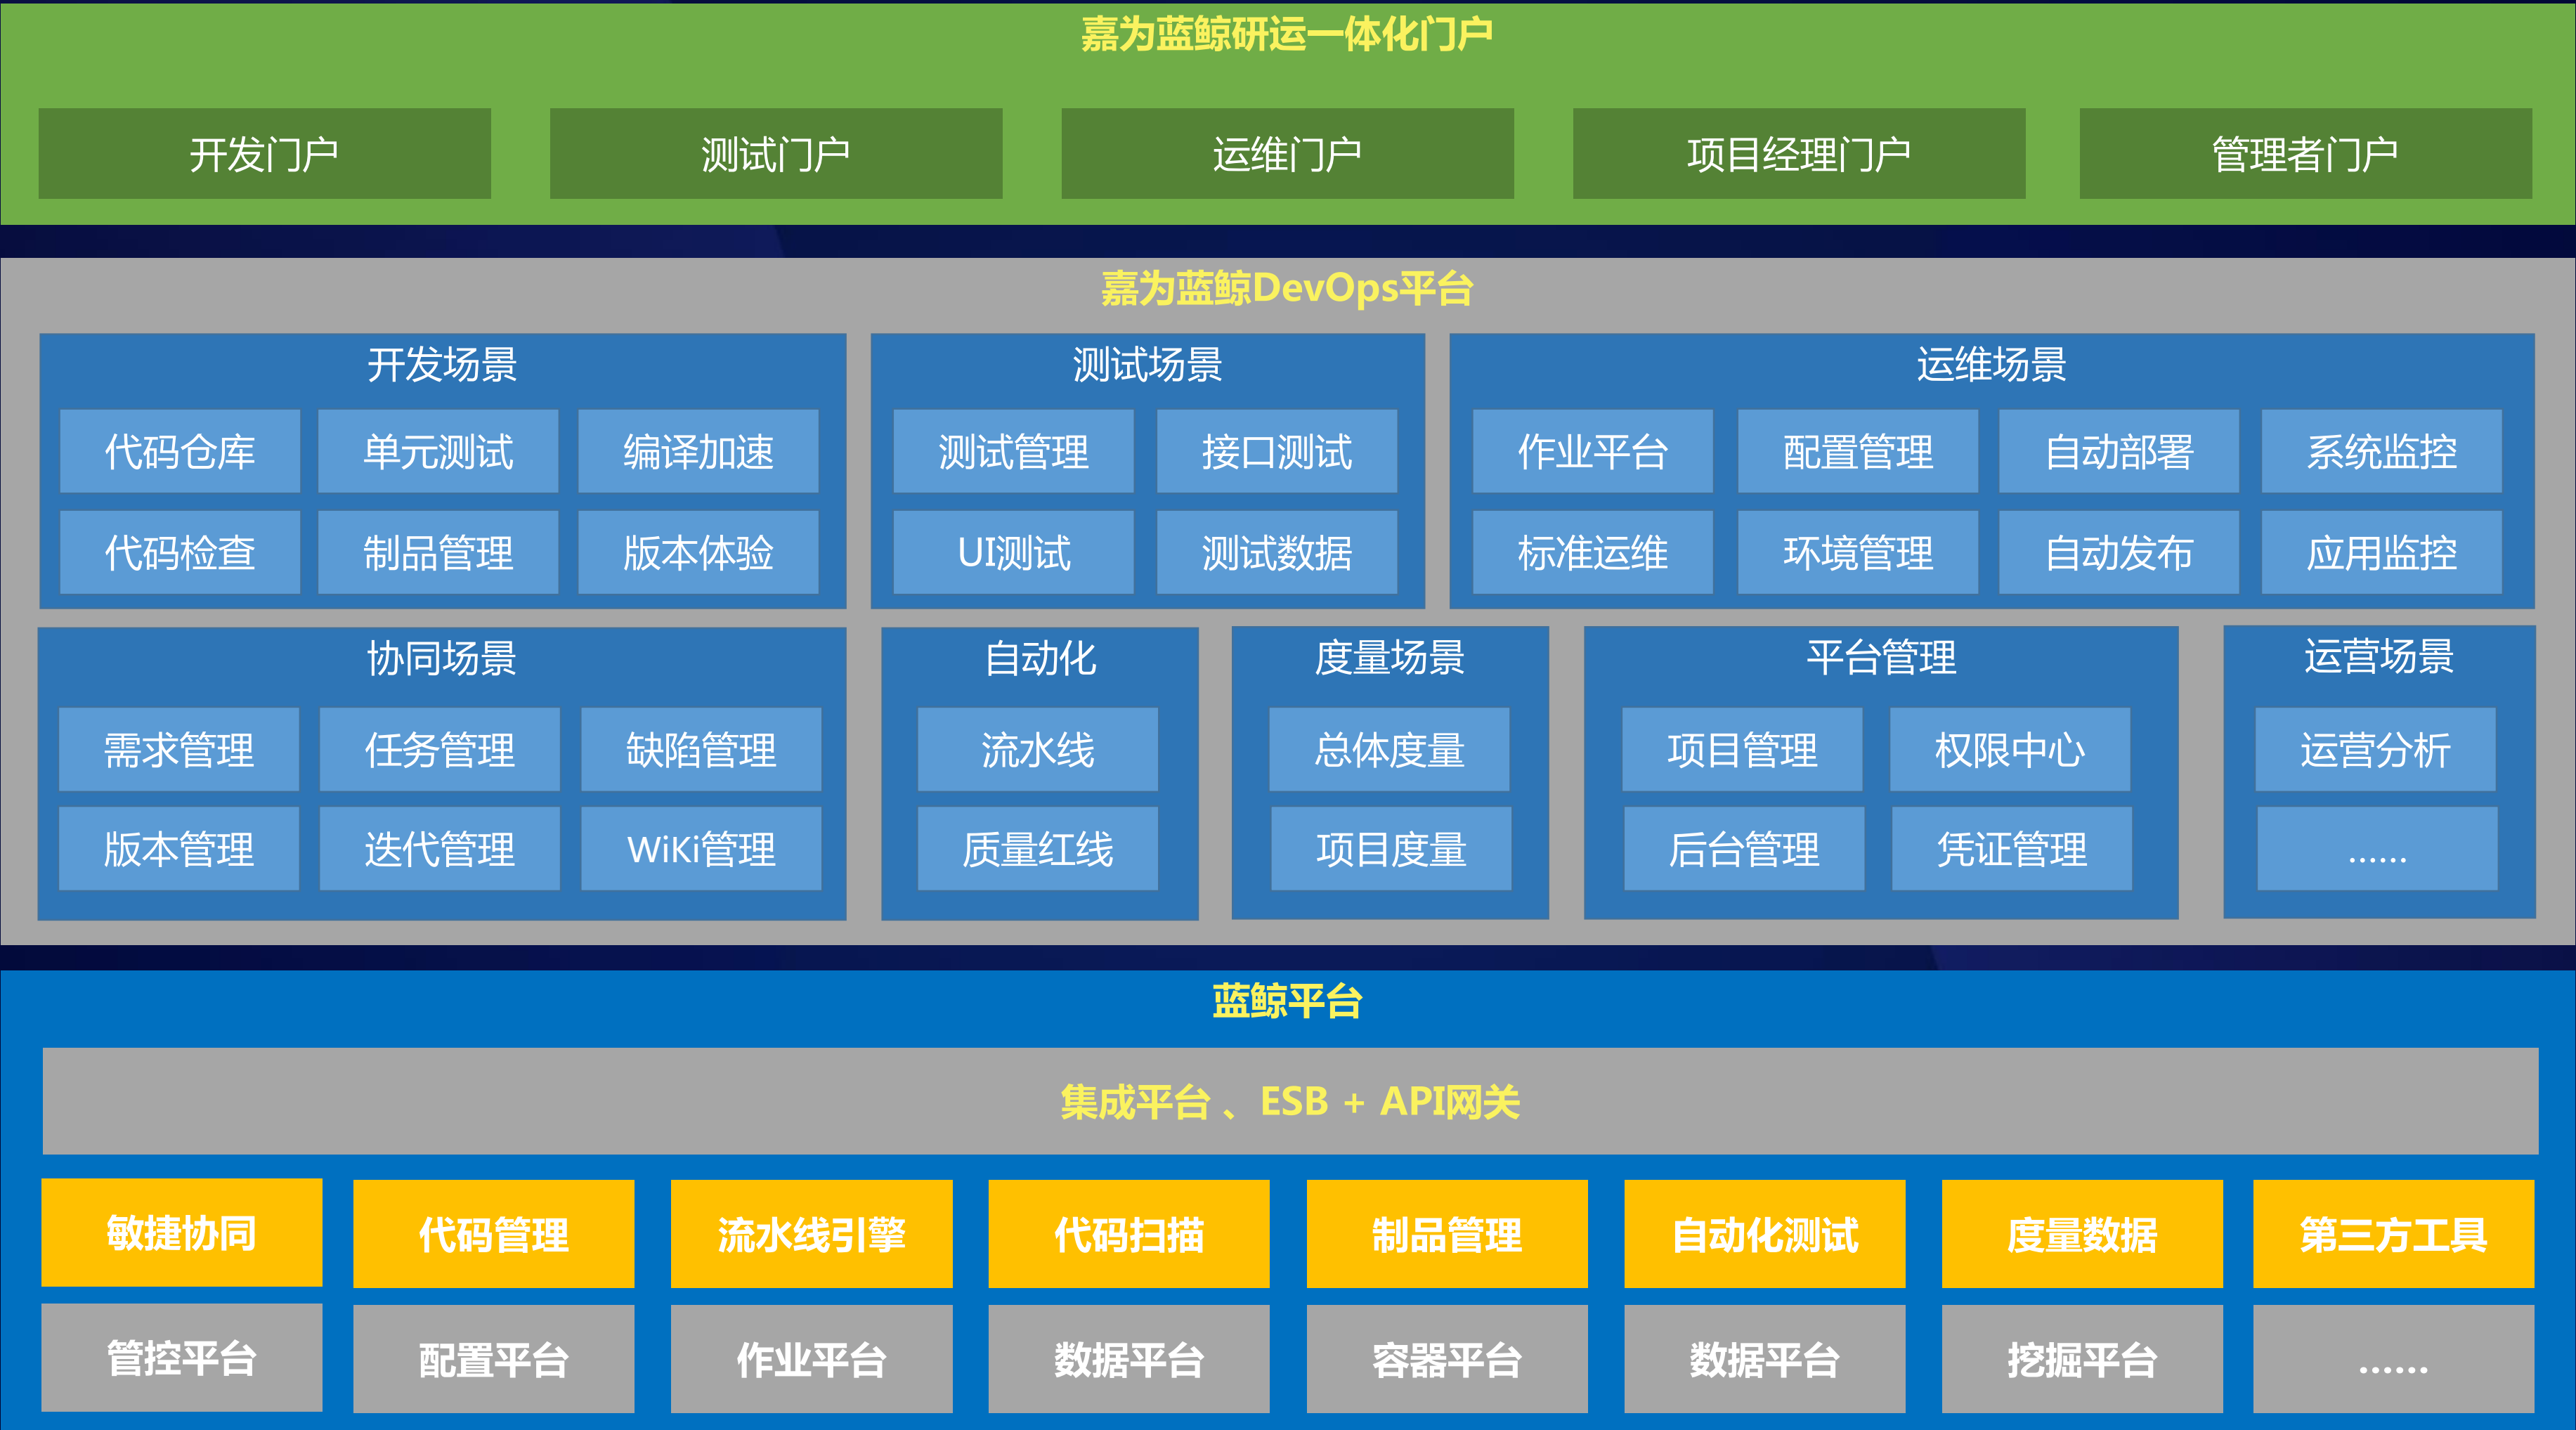 嘉为蓝鲸研运一体化门户
开发门户
测试门户
运维门户
项目经理门户
管理者门户
嘉为蓝鲸DevOps平台
开发场景
代码仓库
单元测试
编译加速
代码检查
制品管理
版本体验
测试场景
测试管理
接口测试
UI测试
测试数据
运维场景
作业平台
配置管理
自动部署
系统监控
标准运维
环境管理
自动发布
应用监控
协同场景
需求管理
任务管理
缺陷管理
版本管理
迭代管理
WiKi管理
自动化
流水线
质量红线
度量场景
总体度量
项目度量
平台管理
项目管理
权限中心
后台管理
凭证管理
运营场景
运营分析
……
蓝鲸平台
集成平台 、ESB + API网关
敏捷协同
代码管理
流水线引擎
代码扫描
制品管理
自动化测试
度量数据
第三方工具
管控平台
配置平台
作业平台
数据平台
容器平台
数据平台
挖掘平台
……